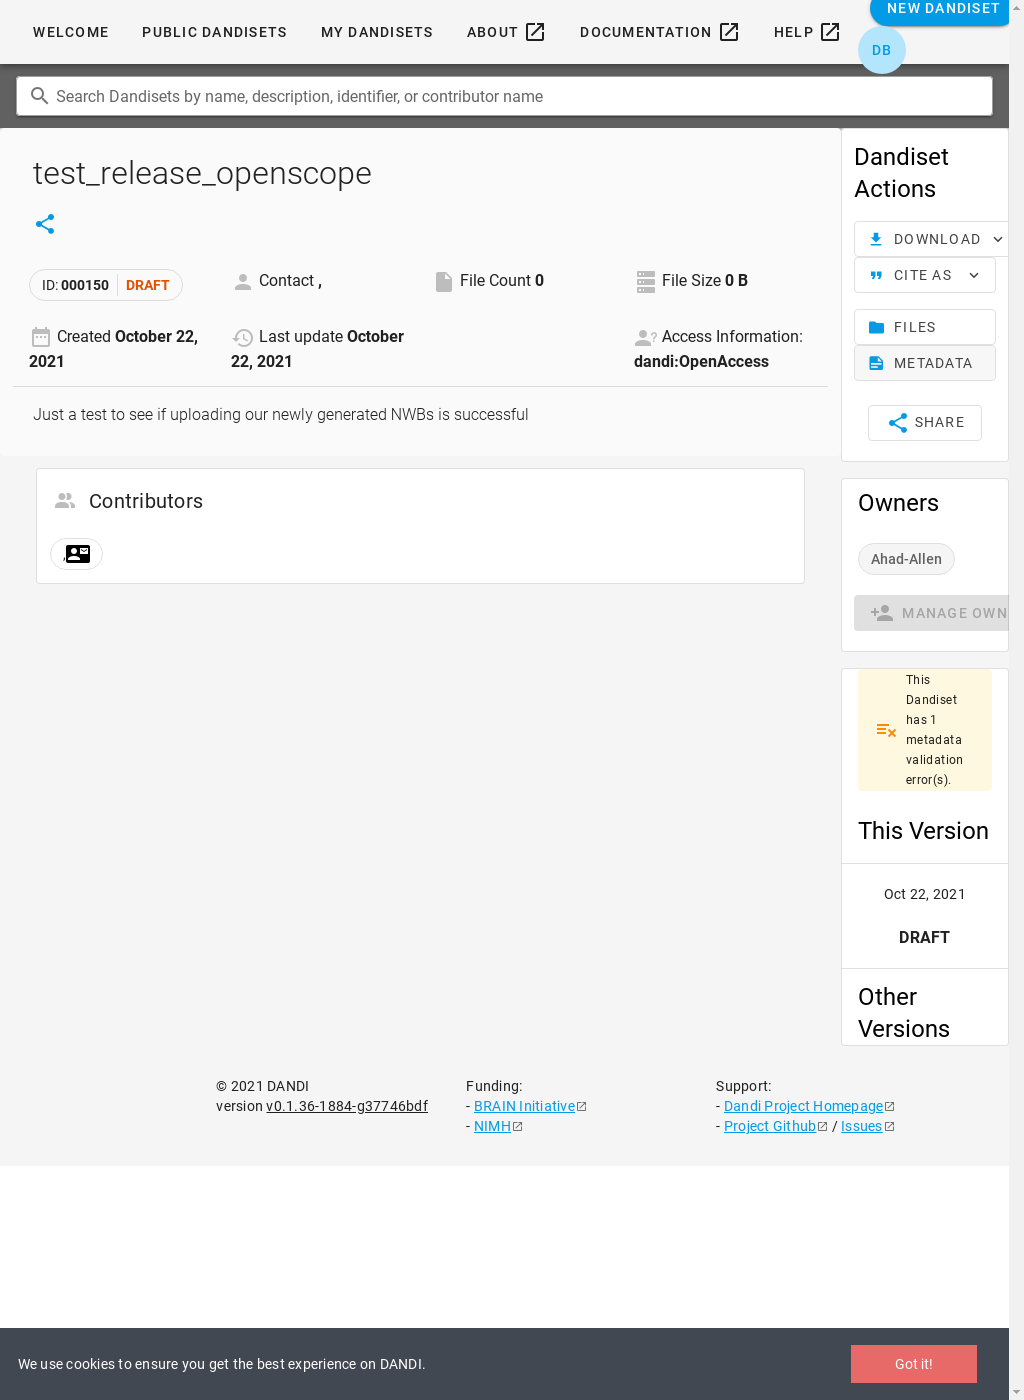 WELCOME
PUBLIC DANDISETS
MY DANDISETS
ABOUT
DOCUMENTATION
HELP
NEW DANDISET
DB
Search Dandisets by name, description, identifier, or contributor name
test_release_openscope
ID: 000150 DRAFT
Contact ,
File Count 0
File Size 0 B
Created October 22,
2021
Last update October
22, 2021
Access Information:
dandi:OpenAccess
Just a test to see if uploading our newly generated NWBs is successful
Contributors
,
Dandiset
Actions
DOWNLOAD
CITE AS
FILES
METADATA
SHARE
Owners
Ahad-Allen
MANAGE OWN
This
Dandiset
has 1
metadata
validation
error(s).
This Version
Oct 22, 2021
DRAFT
Other
Versions
© 2021 DANDI
version v0.1.36-1884-g37746bdf
Funding:
- BRAIN Initiative
- NIMH
Support:
- Dandi Project Homepage
- Project Github / Issues
We use cookies to ensure you get the best experience on DANDI.
Got it!